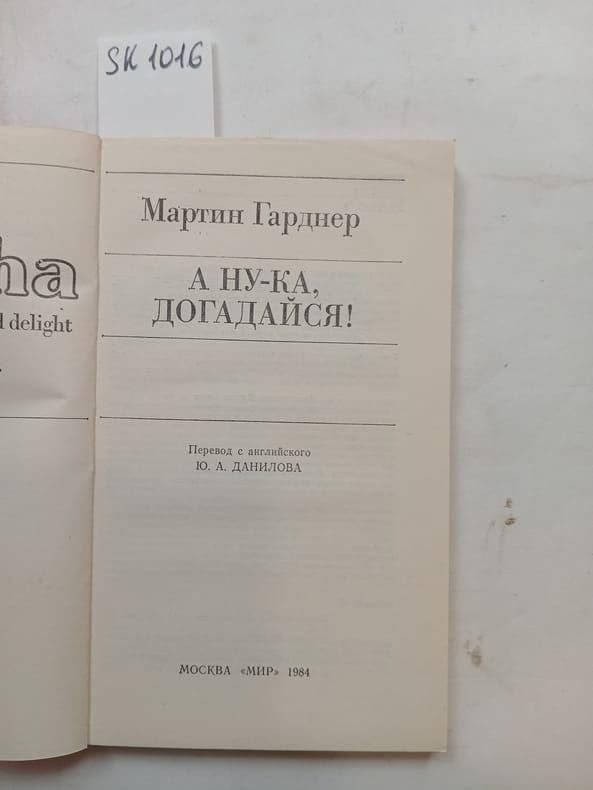 SK 1016
ha
delight
Мартин Гарднер
А НУ-КА,
ДОГАДАЙСЯ!
Перевод с английского
Ю. А. ДАНИЛОВА
МОСКВА «МИР» 1984